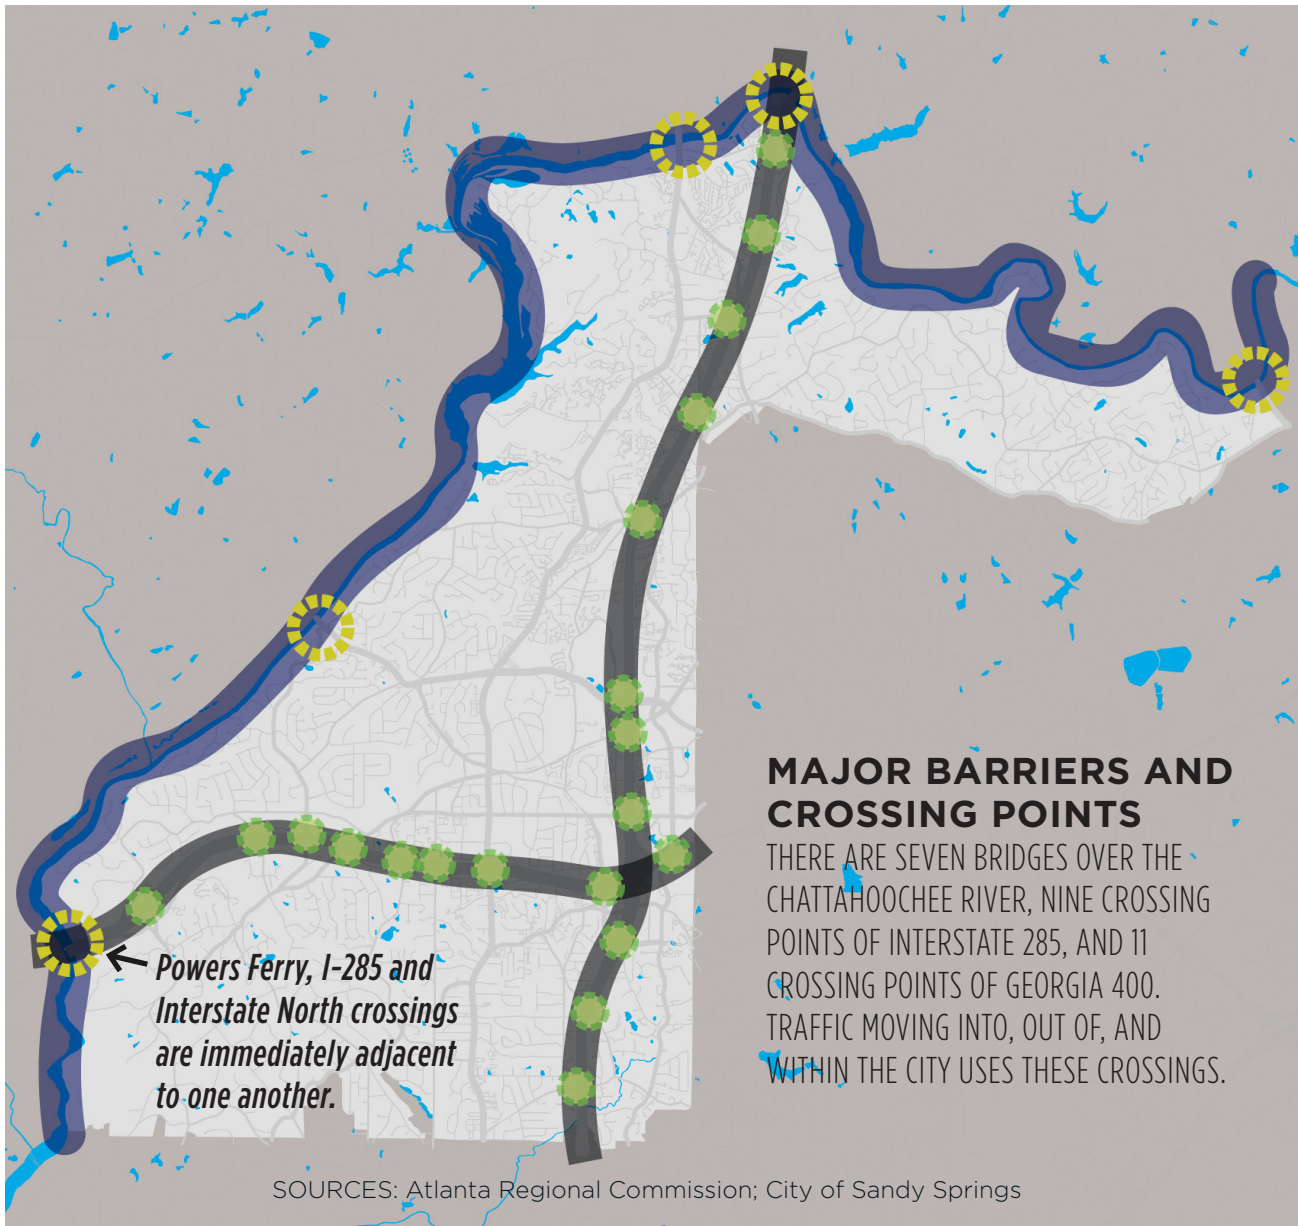 MAJOR BARRIERS AND
CROSSING POINTS
THERE ARE SEVEN BRIDGES OVER THE
CHATTAHOOCHEE RIVER, NINE CROSSING
POINTS OF INTERSTATE 285, AND 11
CROSSING POINTS OF GEORGIA 400.
TRAFFIC MOVING INTO, OUT OF, AND
WITHIN THE CITY USES THESE CROSSINGS.
Powers Ferry, I-285 and
Interstate North crossings
are immediately adjacent
to one another.
SOURCES: Atlanta Regional Commission; City of Sandy Springs